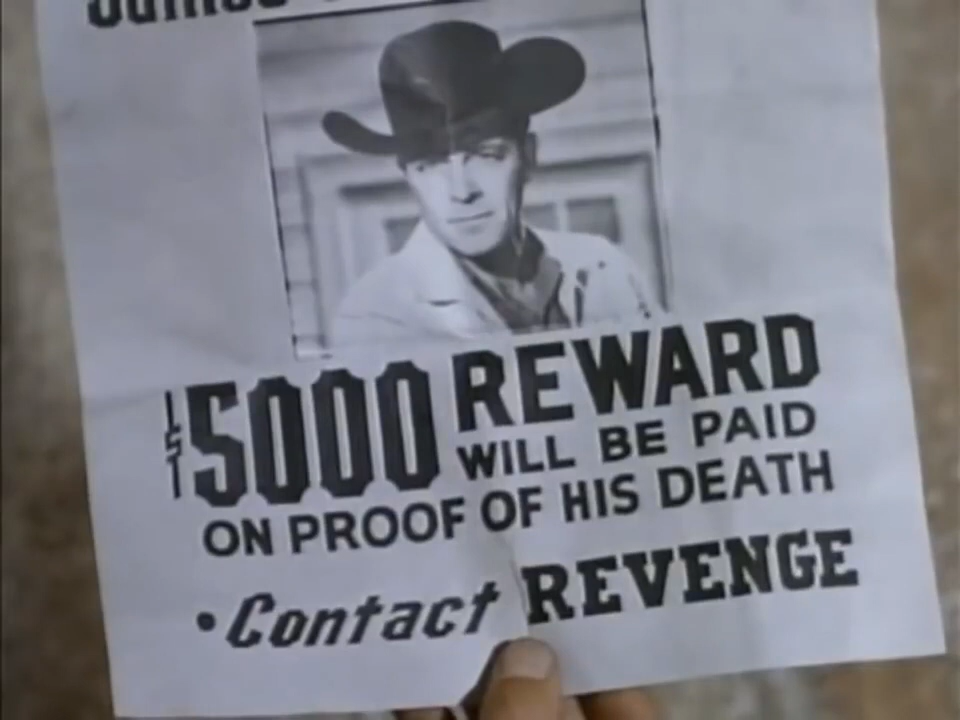 $5000 REWARD
WILL BE PAID
ON PROOF OF HIS DEATH
• Contact REVENGE